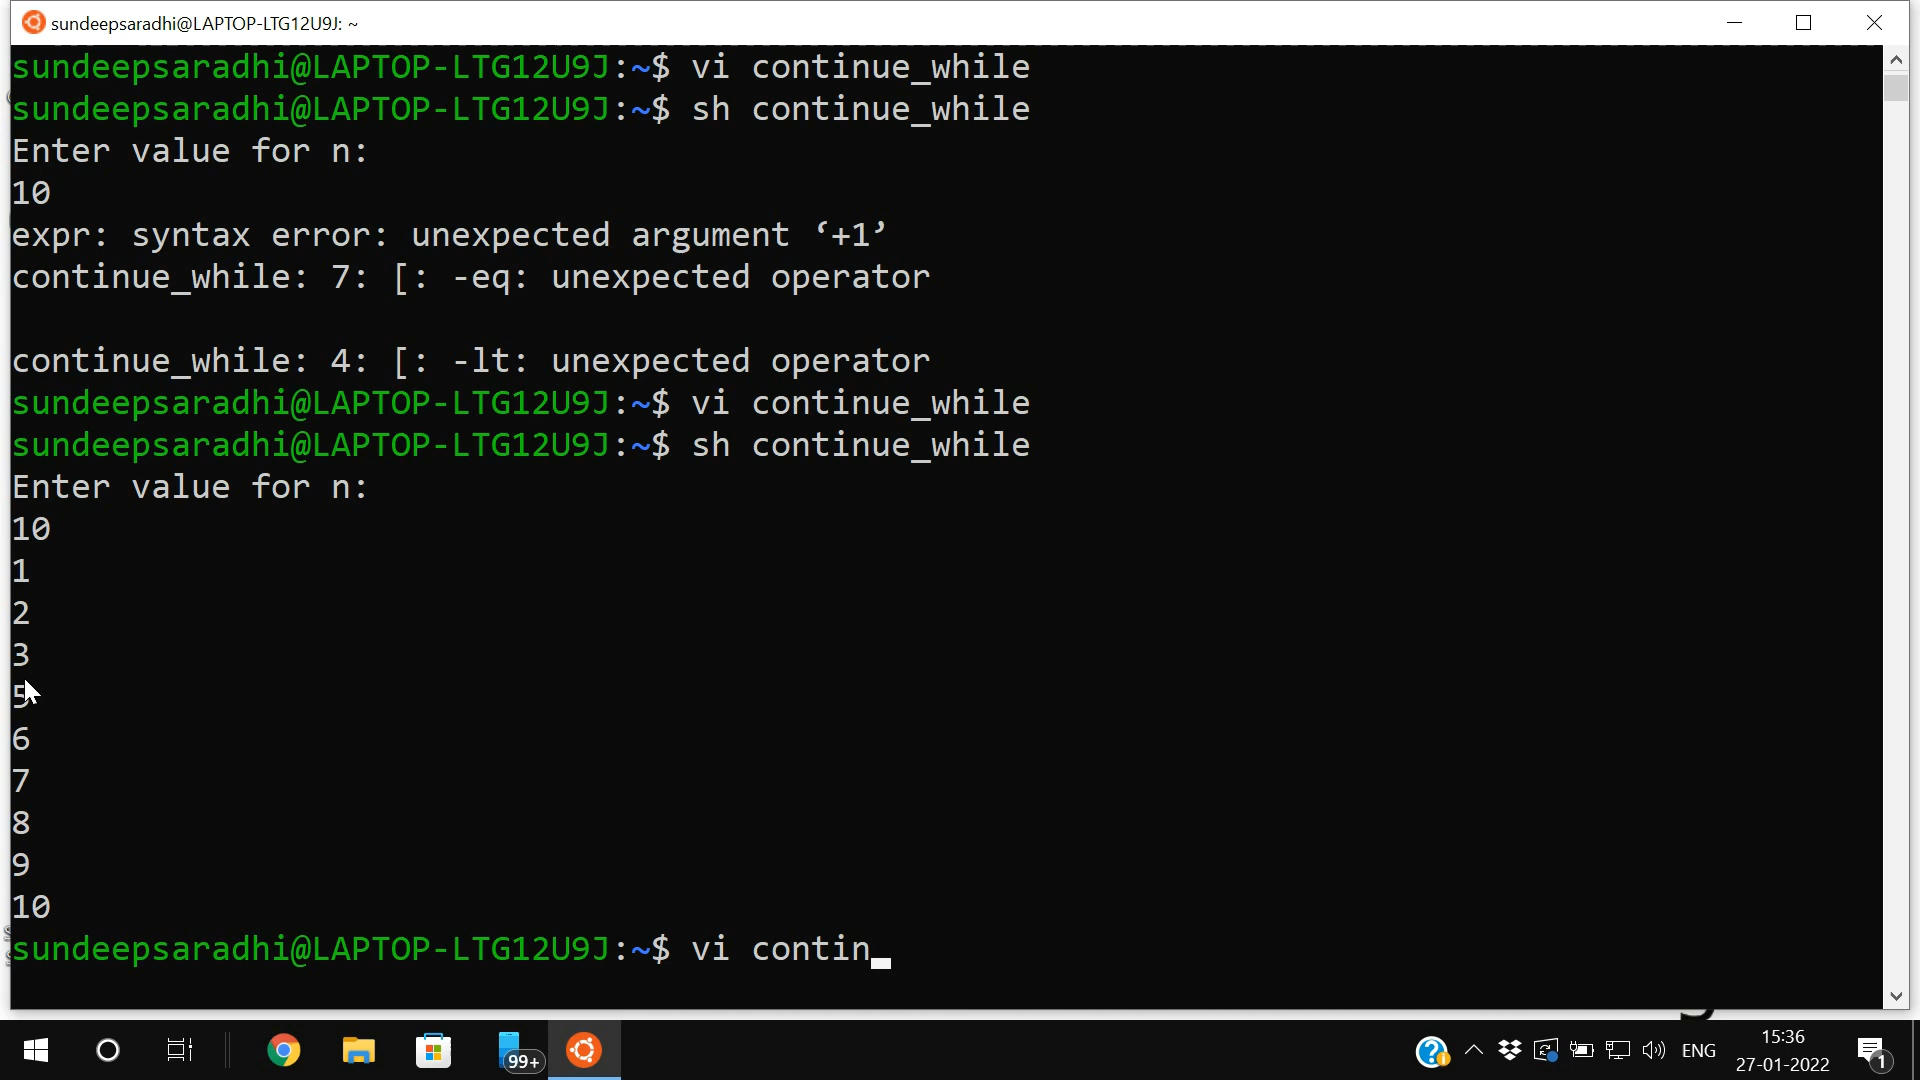 sundeepsaradhi@LAPTOP-LTG12U9J: ~
sundeepsaradhi@LAPTOP-LTG12U9J:~$ vi continue_while
sundeepsaradhi@LAPTOP-LTG12U9J:~$ sh continue_while
Enter value for n:
10
expr: syntax error: unexpected argument ‘+1’
continue_while: 7: [: -eq: unexpected operator
continue_while: 4: [: -lt: unexpected operator
sundeepsaradhi@LAPTOP-LTG12U9J:~$ vi continue_while
sundeepsaradhi@LAPTOP-LTG12U9J:~$ sh continue_while
Enter value for n:
10
1
2
3
5
6
7
8
9
10
sundeepsaradhi@LAPTOP-LTG12U9J:~$ vi contin
99+
ENG
15:36
27-01-2022
1